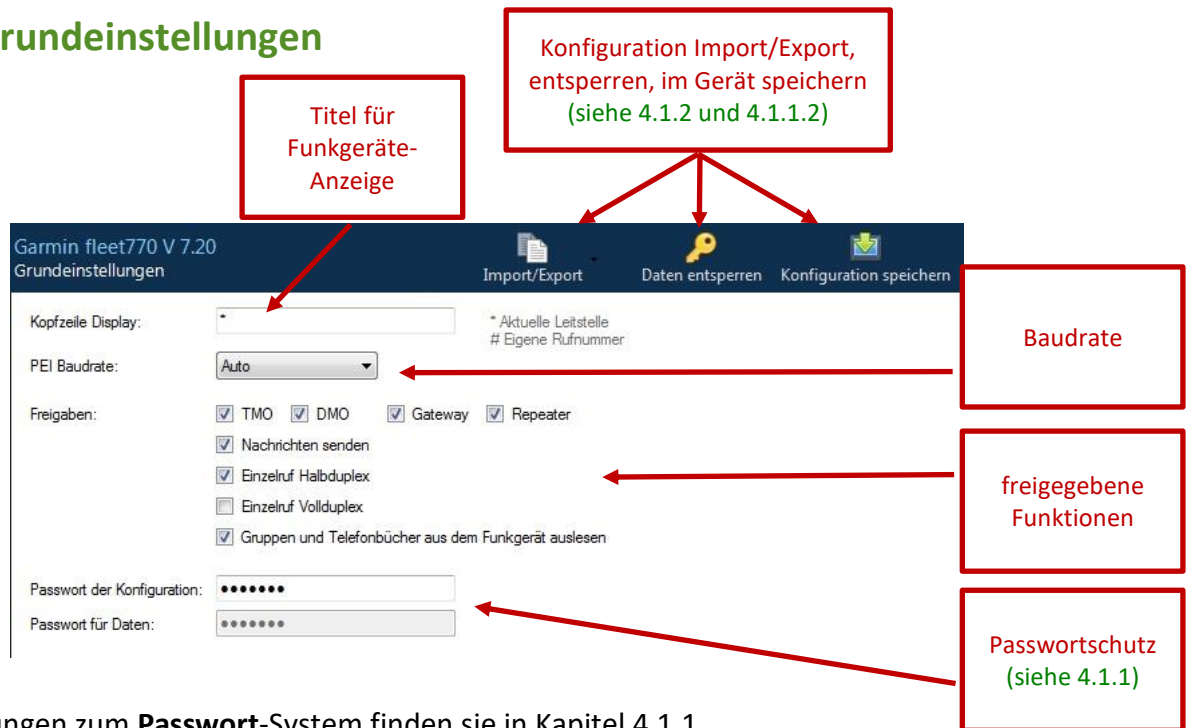 rundeinstellungen
Konfiguration Import/Export,
entsperren, im Gerät speichern
(siehe 4.1.2 und 4.1.1.2)
Titel für
Funkgeräte-
Anzeige
Garmin fleet770 V 7.20
Grundeinstellungen
Import/Export
Daten entsperren
Konfiguration speichern
Kopfzeile Display:
*
* Aktuelle Leitstelle
# Eigene Rufnummer
Baudrate
PEI Baudrate:
Auto
Freigaben:
TMO DMO Gateway Repeater
Nachrichten senden
Einzelruf Halbduplex
Einzelruf Vollduplex
Gruppen und Telefonbücher aus dem Funkgerät auslesen
freigegebene
Funktionen
Passwort der Konfiguration: •••••••
Passwort für Daten: •••••••
Passwortschutz
(siehe 4.1.1)
ungen zum Passwort-System finden sie in Kapitel 4.1.1